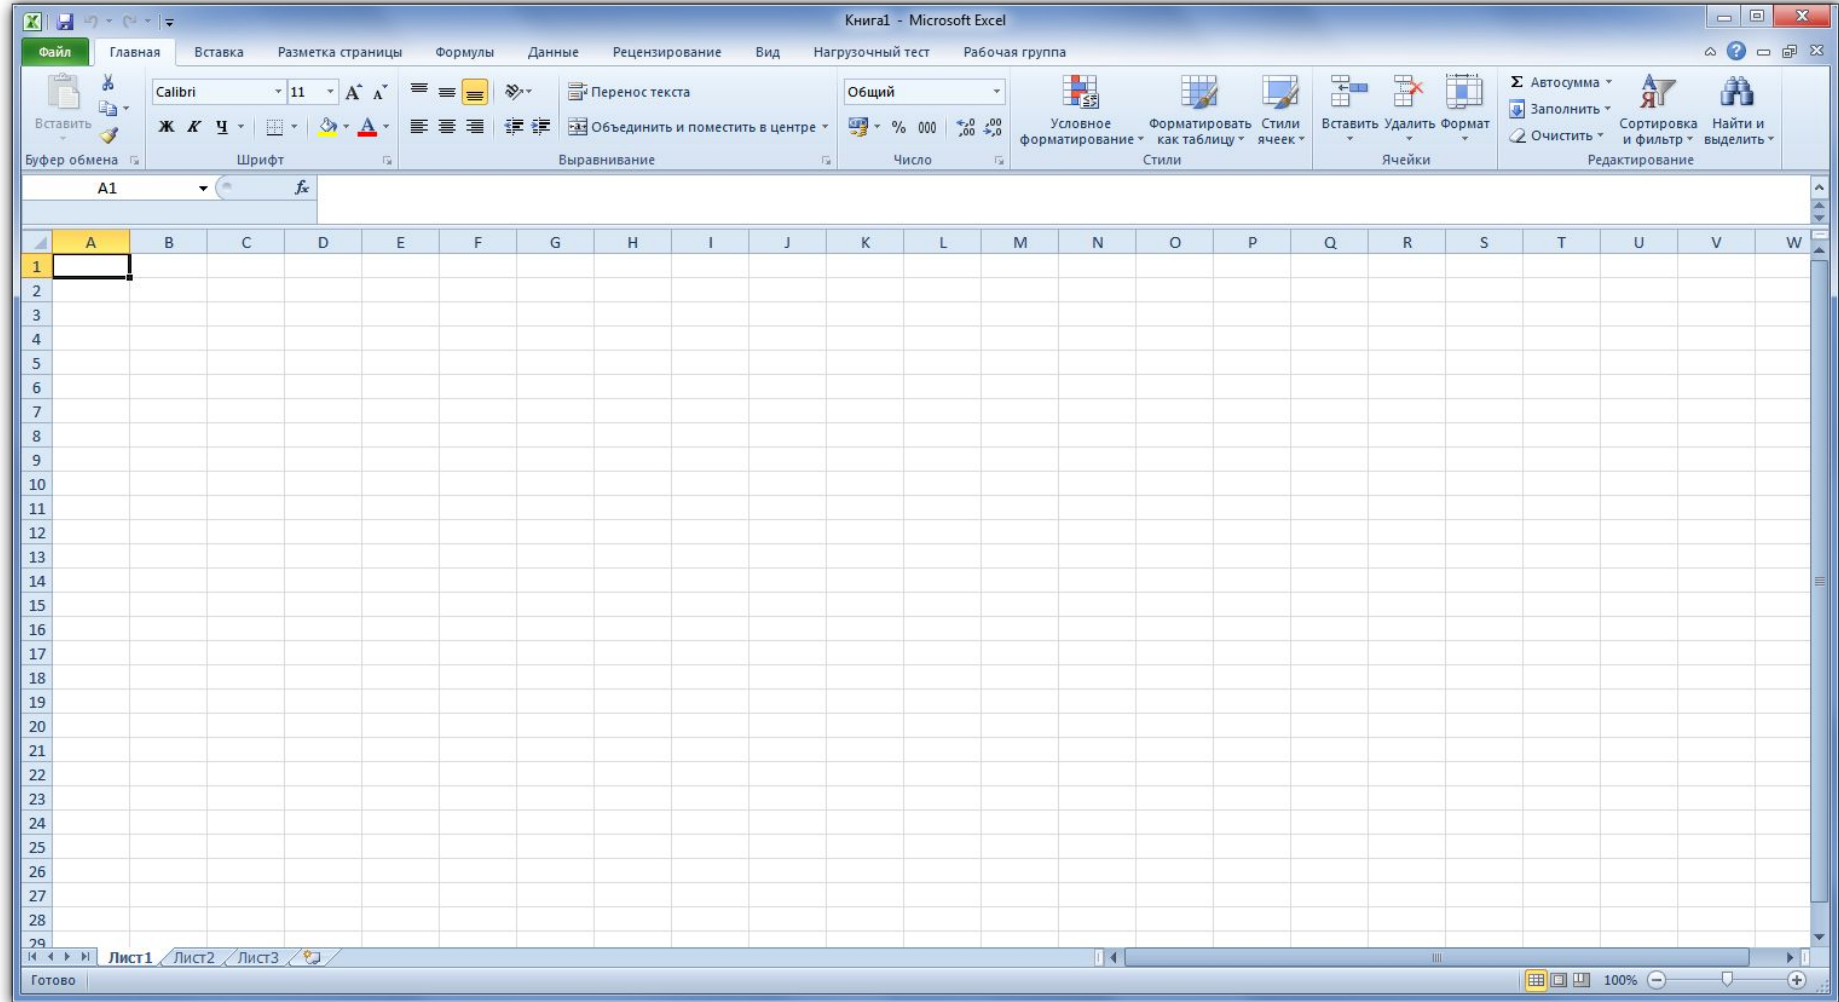 Книга1 - Microsoft Excel
Файл Главная Вставка Разметка страницы Формулы Данные Рецензирование Вид Нагрузочный тест Рабочая группа
Вставить
Буфер обмена
Calibri 11
Ж К Ч
Шрифт
Перенос текста
Объединить и поместить в центре
Выравнивание
Общий
% 000
Число
Условное форматирование
Форматировать как таблицу
Стили ячеек
Стили
Вставить Удалить Формат
Ячейки
Σ Автосумма
Заполнить
Очистить
Сортировка и фильтр
Найти и выделить
Редактирование
A1 fx
A B C D E F G H I J K L M N O P Q R S T U V W
1
2
3
4
5
6
7
8
9
10
11
12
13
14
15
16
17
18
19
20
21
22
23
24
25
26
27
28
29
Лист1 Лист2 Лист3
Готово 100%